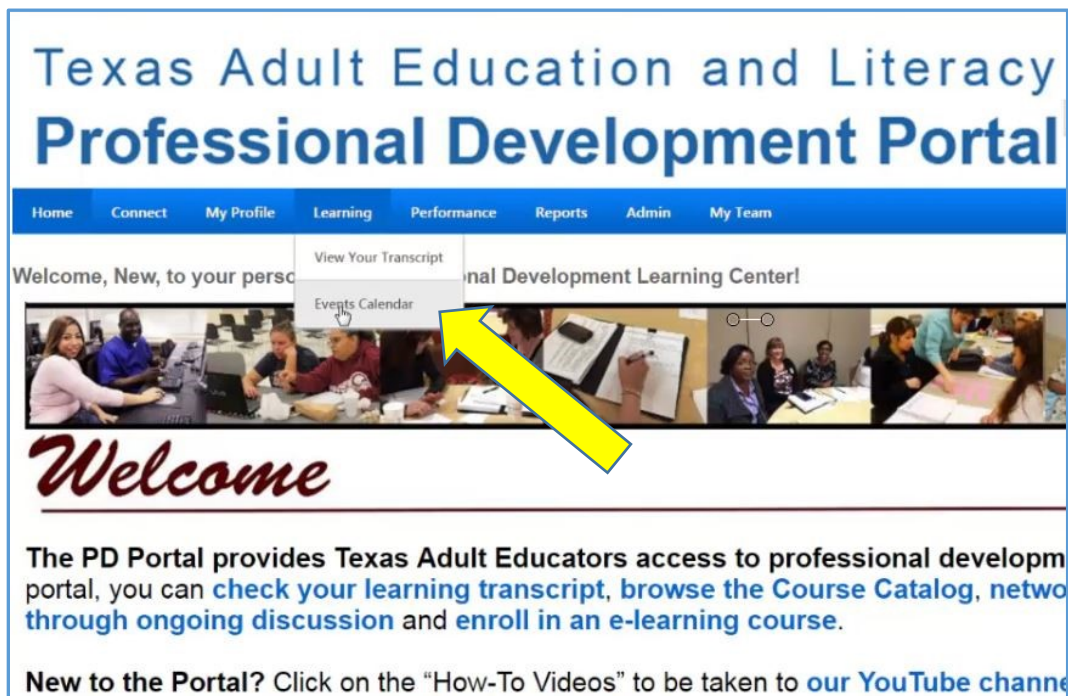 Texas Adult Education and Literacy
Professional Development Portal
Home Connect My Profile Learning Performance Reports Admin My Team
View Your Transcript
Welcome, New, to your perso nal Development Learning Center!
Events Calendar
Welcome
The PD Portal provides Texas Adult Educators access to professional developm
portal, you can check your learning transcript, browse the Course Catalog, netwo
through ongoing discussion and enroll in an e-learning course.
New to the Portal? Click on the “How-To Videos” to be taken to our YouTube channe